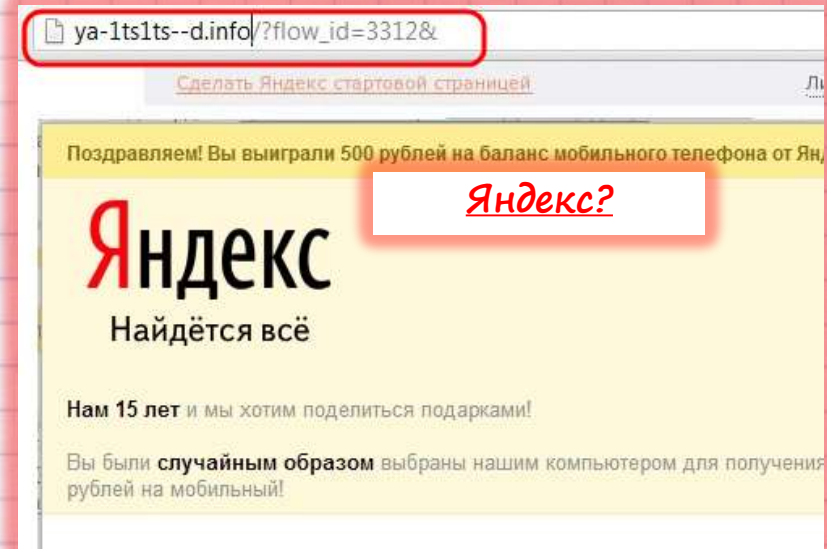 ya-1ts1ts--d.info/?flow_id=3312&
Сделать Яндекс стартовой страницей
Поздравляем! Вы выиграли 500 рублей на баланс мобильного телефона от
Яндекс?
Яндекс
Найдётся всё
Нам 15 лет и мы хотим поделиться подарками!
Вы были случайным образом выбраны нашим компьютером для получения
рублей на мобильный!